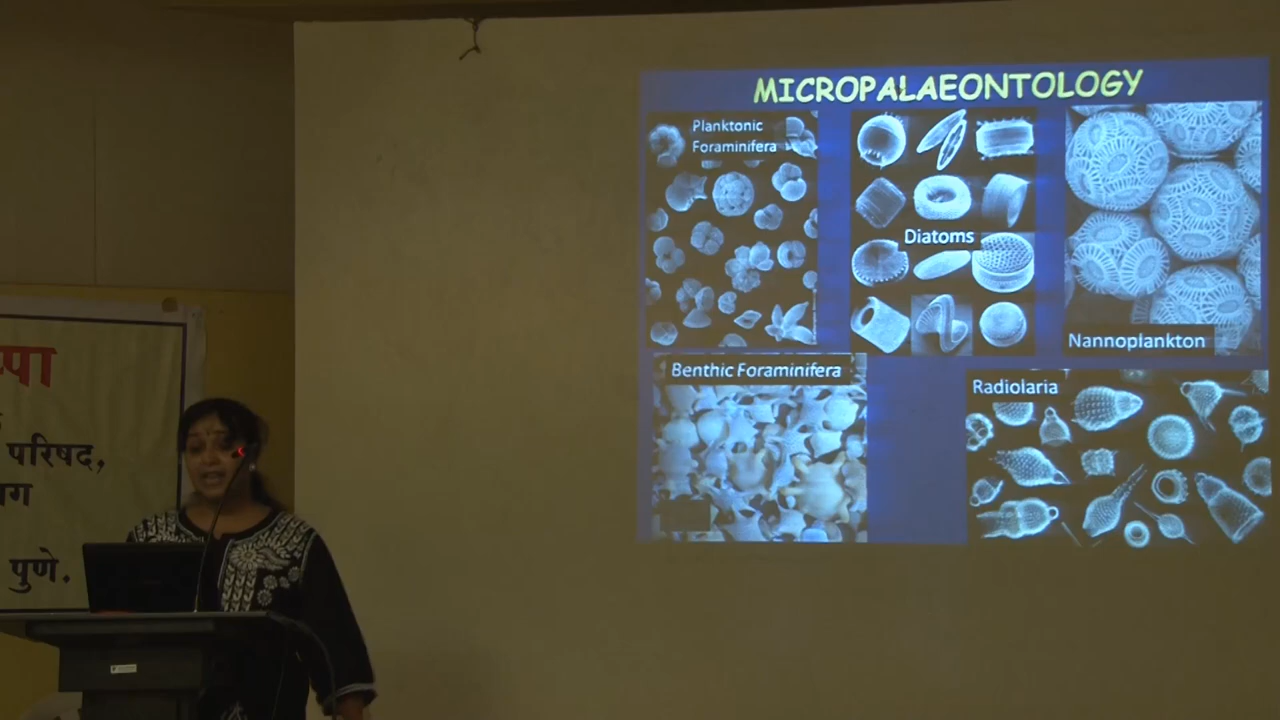 MICROPALAEONTOLOGY
Planktonic
Foraminifera
Diatoms
Nannoplankton
Benthic Foraminifera
Radiolaria
परिषद,
पुणे.